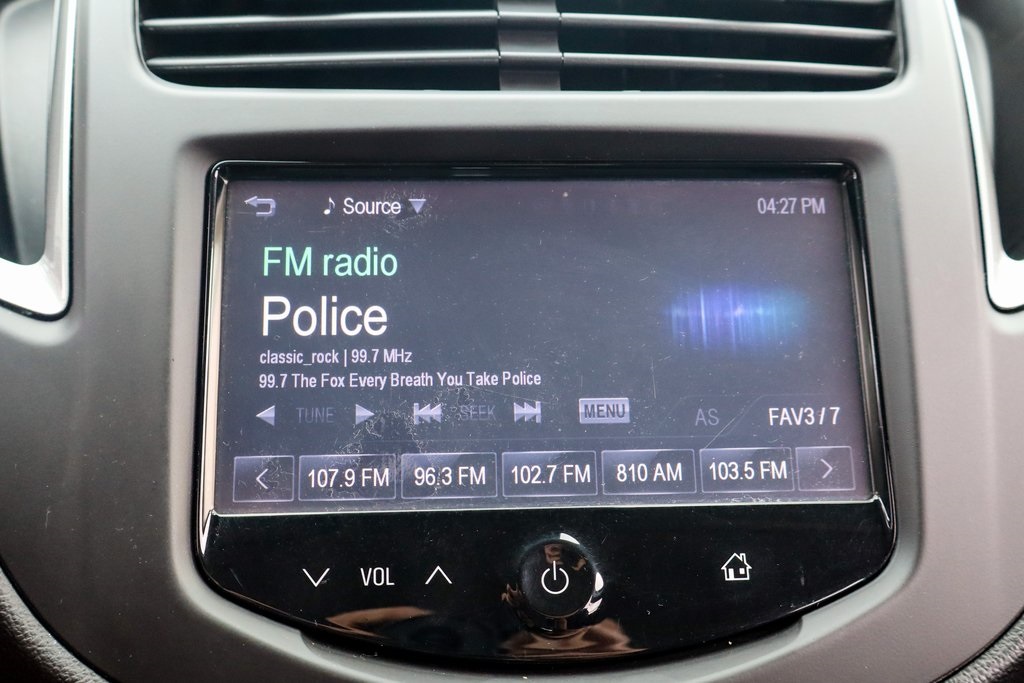 Source 04:27 PM
FM radio
Police
classic_rock | 99.7 MHz
99.7 The Fox Every Breath You Take Police
TUNE SEEK MENU AS FAV3 / 7
107.9 FM 96.3 FM 102.7 FM 810 AM 103.5 FM
VOL